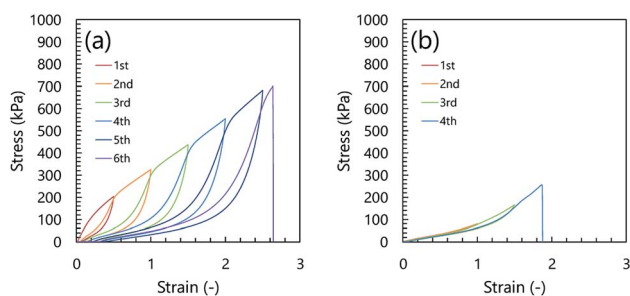 (a)
1000
900
800
700
600
500
400
300
200
100
0
Stress (kPa)
1st
2nd
3rd
4th
5th
6th
0 1 2 3
Strain (-)
(b)
1000
900
800
700
600
500
400
300
200
100
0
Stress (kPa)
1st
2nd
3rd
4th
0 1 2 3
Strain (-)